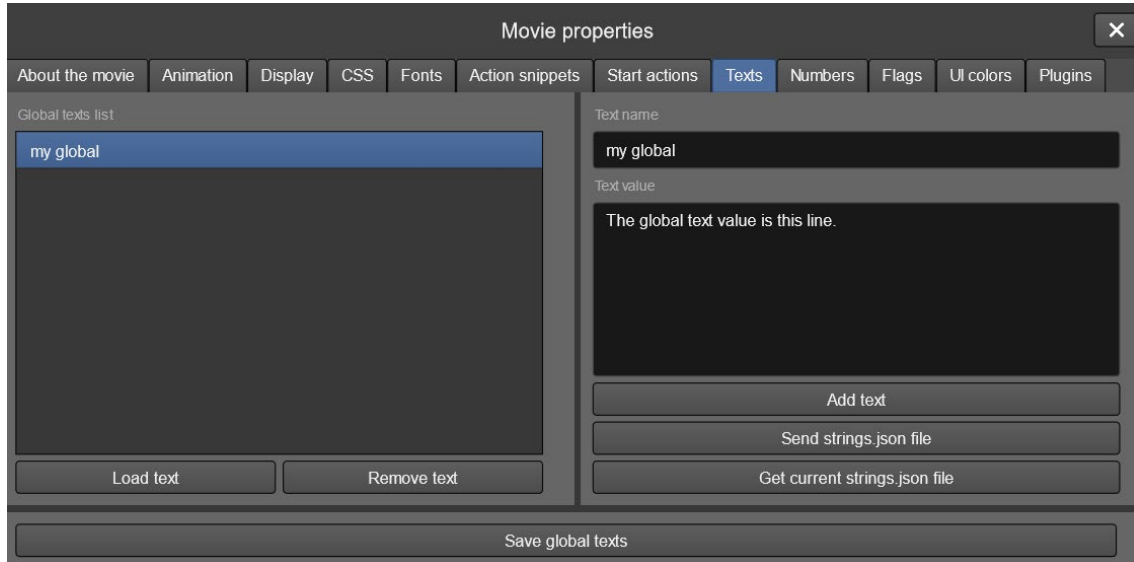 Movie properties
About the movie Animation Display CSS Fonts Action snippets Start actions Texts Numbers Flags UI colors Plugins
Global texts list
my global
Load text Remove text
Text name
my global
Text value
The global text value is this line.
Add text
Send strings.json file
Get current strings.json file
Save global texts